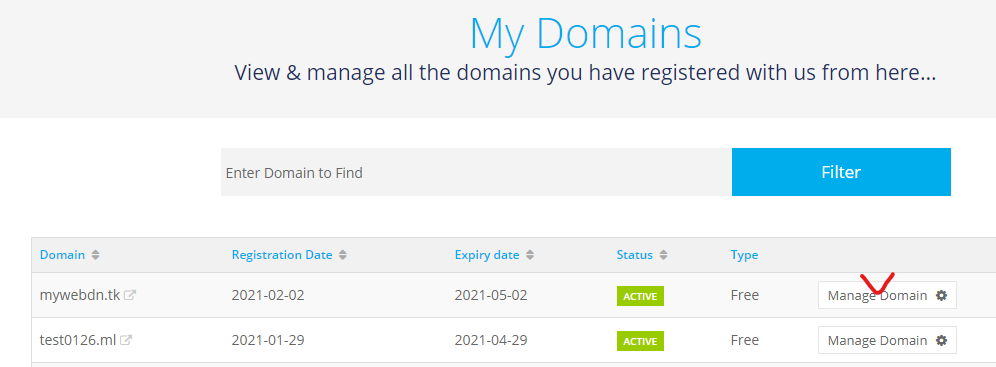 My Domains
View & manage all the domains you have registered with us from here...
Enter Domain to Find
Filter
Domain Registration Date Expiry date Status Type
mywebdn.tk 2021-02-02 2021-05-02 ACTIVE Free Manage Domain
test0126.ml 2021-01-29 2021-04-29 ACTIVE Free Manage Domain